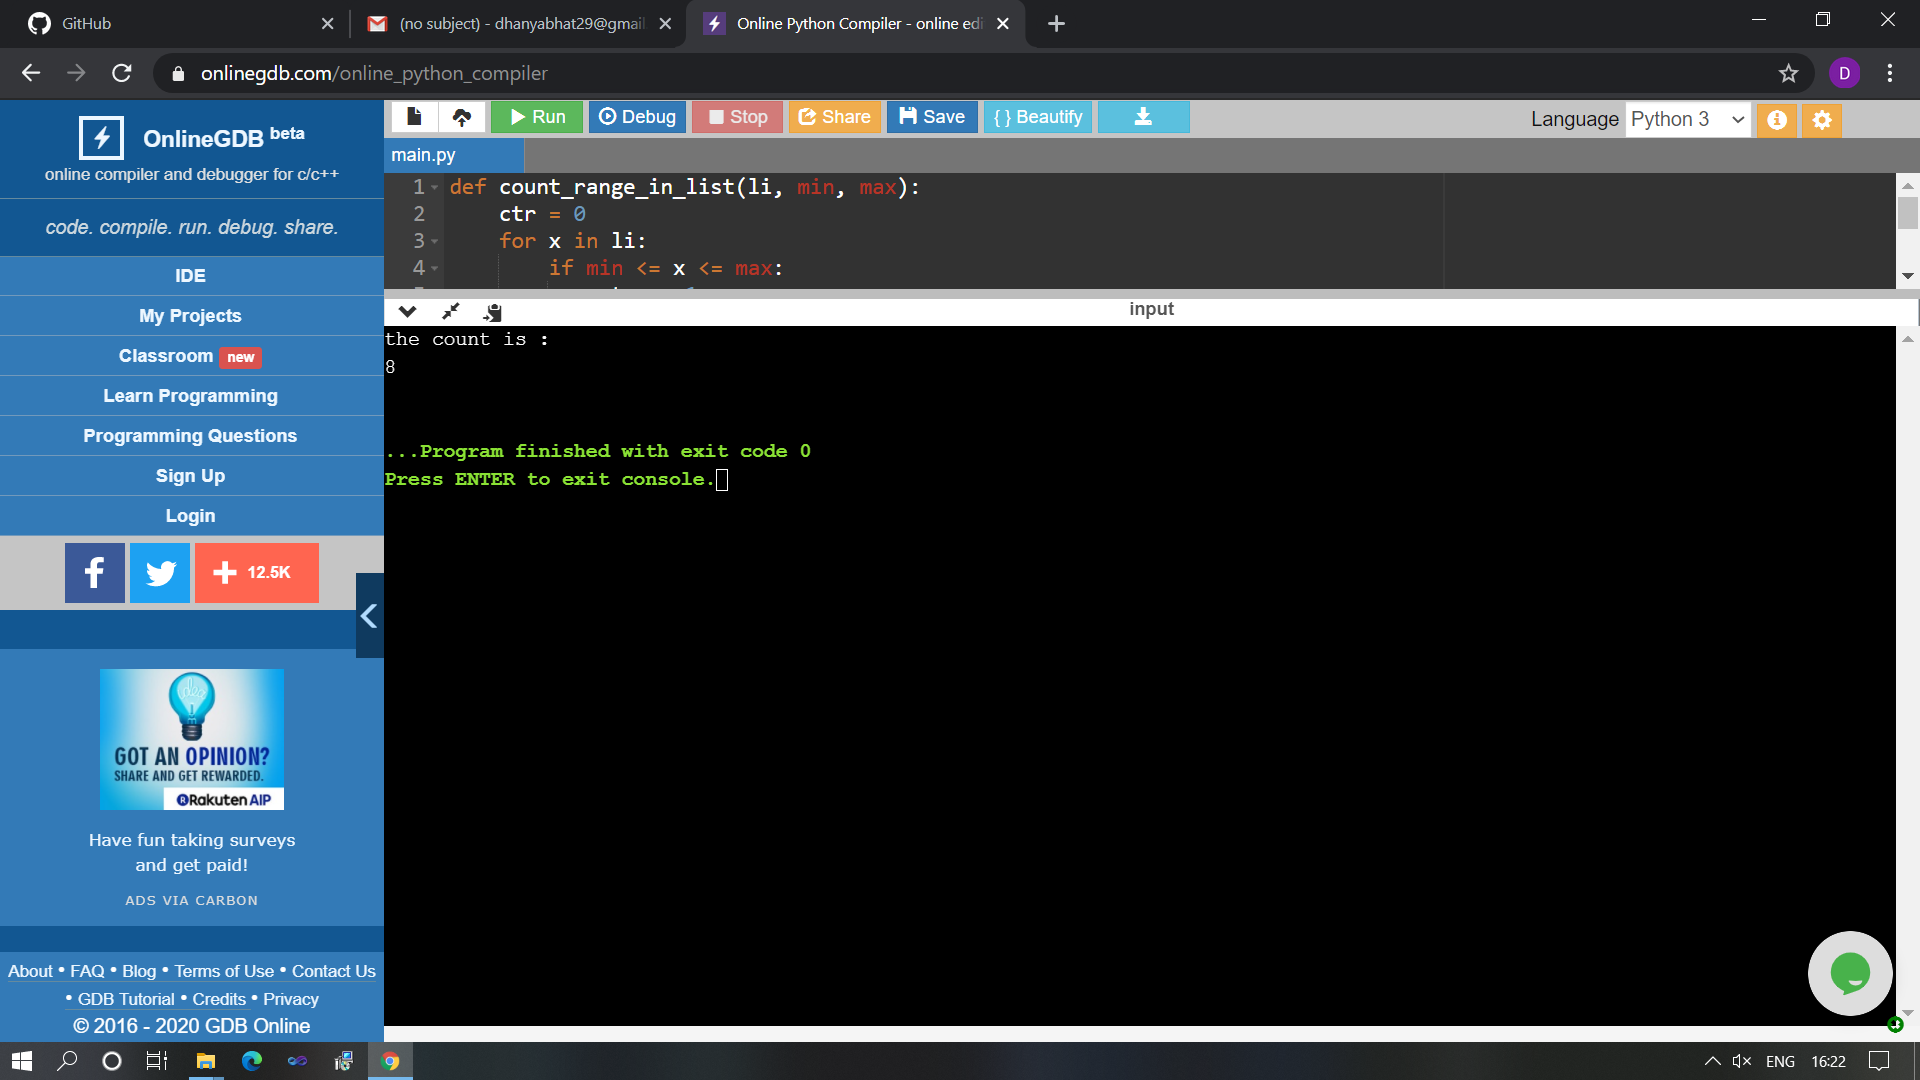 GitHub
(no subject) - dhanyabhat29@gmail
Online Python Compiler - online edi
onlinegdb.com/online_python_compiler
D
OnlineGDB beta
online compiler and debugger for c/c++
code. compile. run. debug. share.
IDE
My Projects
Classroom new
Learn Programming
Programming Questions
Sign Up
Login
12.5K
GOT AN OPINION?
SHARE AND GET REWARDED.
Rakuten AIP
Have fun taking surveys
and get paid!
ADS VIA CARBON
About • FAQ • Blog • Terms of Use • Contact Us
• GDB Tutorial • Credits • Privacy
© 2016 - 2020 GDB Online
Run Debug Stop Share Save { } Beautify
Language Python 3
main.py
1 def count_range_in_list(li, min, max):
2 ctr = 0
3 for x in li:
4 if min <= x <= max:
input
the count is :
8
...Program finished with exit code 0
Press ENTER to exit console.
ENG 16:22